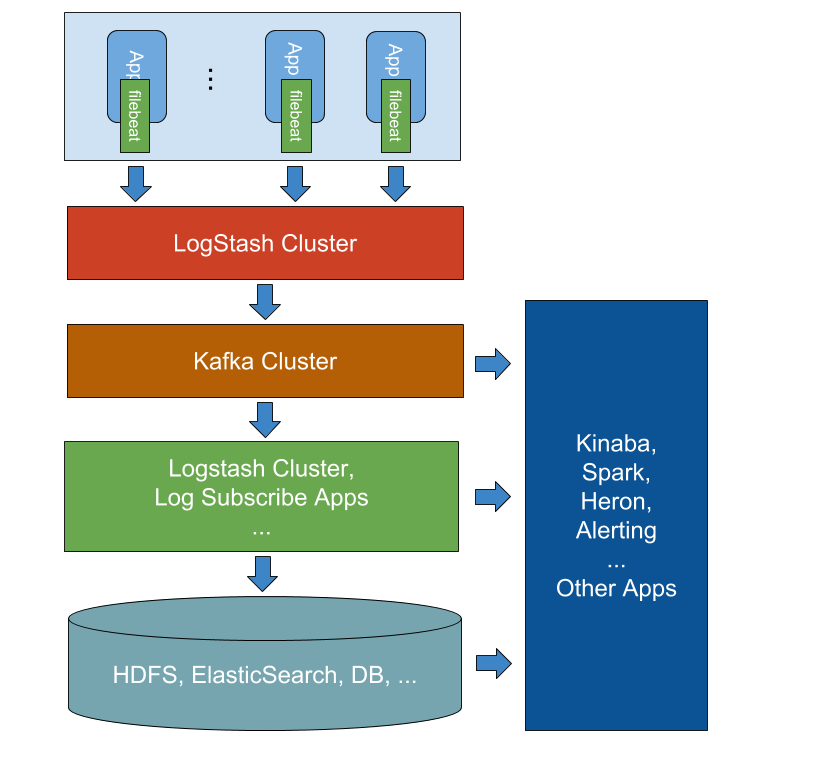 App
filebeat
...
App
filebeat
App
filebeat
LogStash Cluster
Kafka Cluster
Logstash Cluster,
Log Subscribe Apps
...
HDFS, ElasticSearch, DB, ...
Kinaba,
Spark,
Heron,
Alerting
...
Other Apps